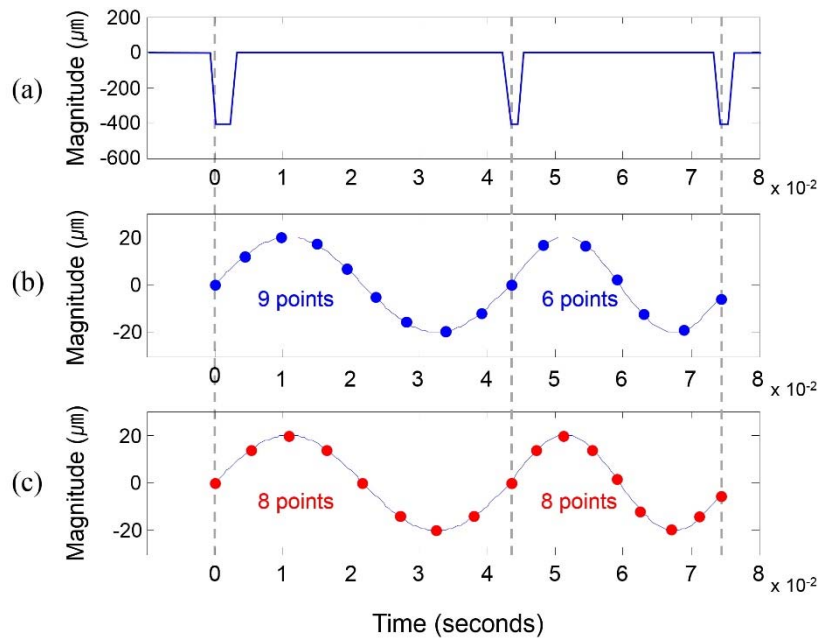 (a)
Magnitude (μm)
200
0
-200
-400
-600
0 1 2 3 4 5 6 7 8
x 10⁻²
(b)
Magnitude (μm)
20
0
-20
9 points
6 points
0 1 2 3 4 5 6 7 8
x 10⁻²
(c)
Magnitude (μm)
20
0
-20
8 points
8 points
0 1 2 3 4 5 6 7 8
x 10⁻²
Time (seconds)